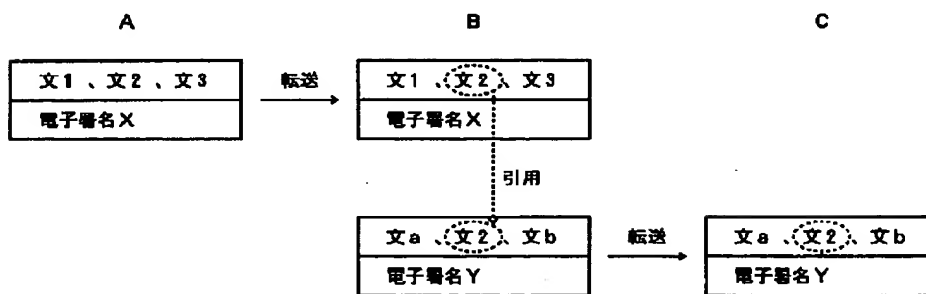 A B C
文1、文2、文3 転送 文1、文2、文3
電子署名X 電子署名X
引用
文a、文2、文b 転送 文a、文2、文b
電子署名Y 電子署名Y